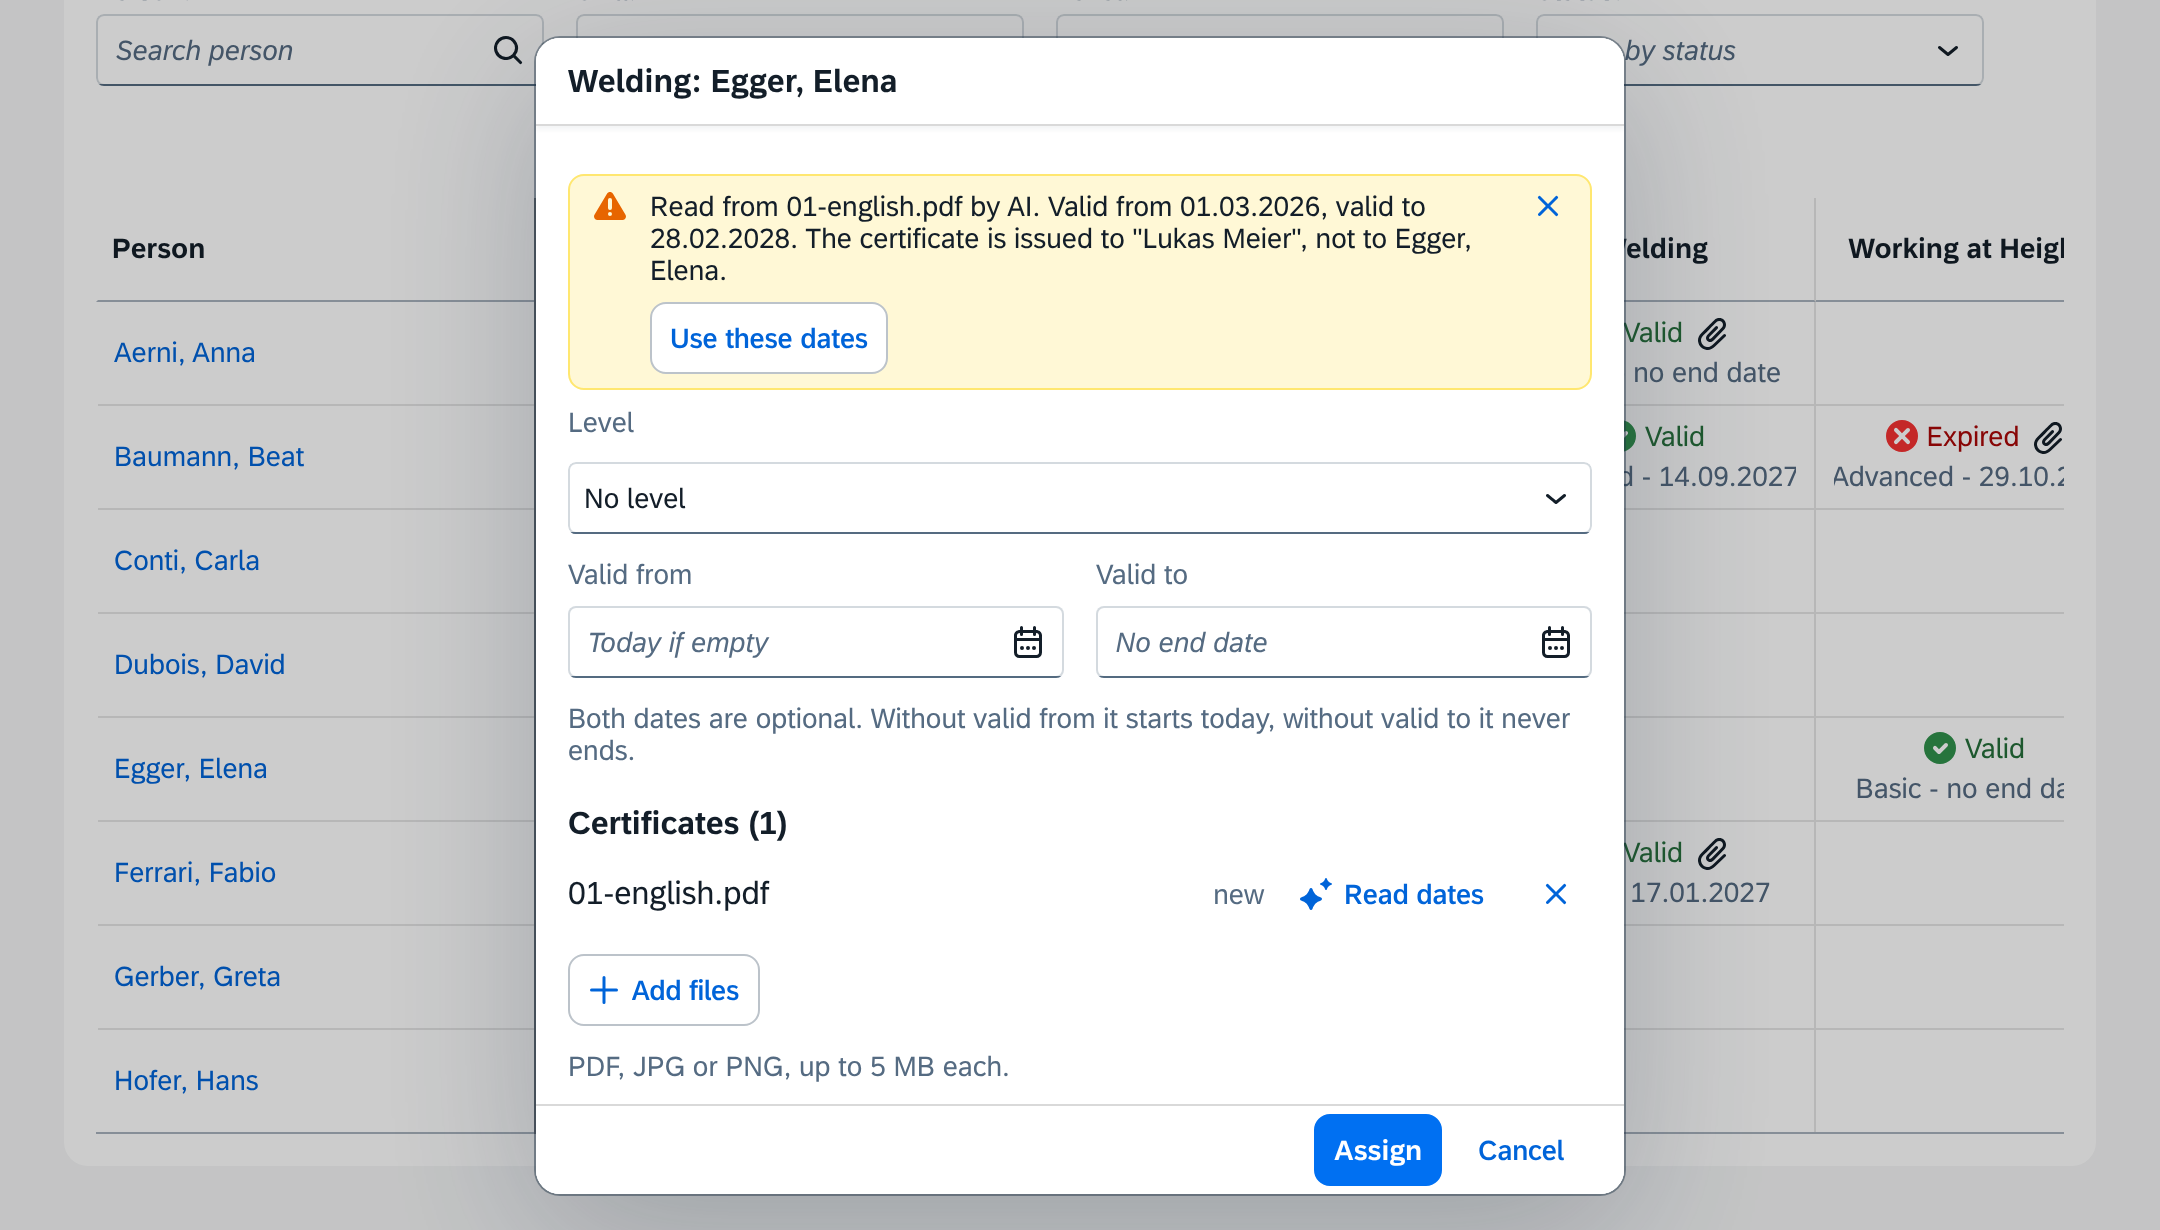 Search person
by status
Welding: Egger, Elena
Read from 01-english.pdf by AI. Valid from 01.03.2026, valid to
28.02.2028. The certificate is issued to "Lukas Meier", not to Egger,
Elena.
Use these dates
Level
No level
Valid from
Valid to
Today if empty
No end date
Both dates are optional. Without valid from it starts today, without valid to it never
ends.
Certificates (1)
01-english.pdf
new
Read dates
Add files
PDF, JPG or PNG, up to 5 MB each.
Assign
Cancel
Person
Working at
Aerni, Anna
Valid
no end date
Baumann, Beat
Valid
- 14.09.2027
Expired
Advanced - 29.10.
Conti, Carla
Dubois, David
Egger, Elena
Valid
Basic - no end
Ferrari, Fabio
Valid
17.01.2027
Gerber, Greta
Hofer, Hans